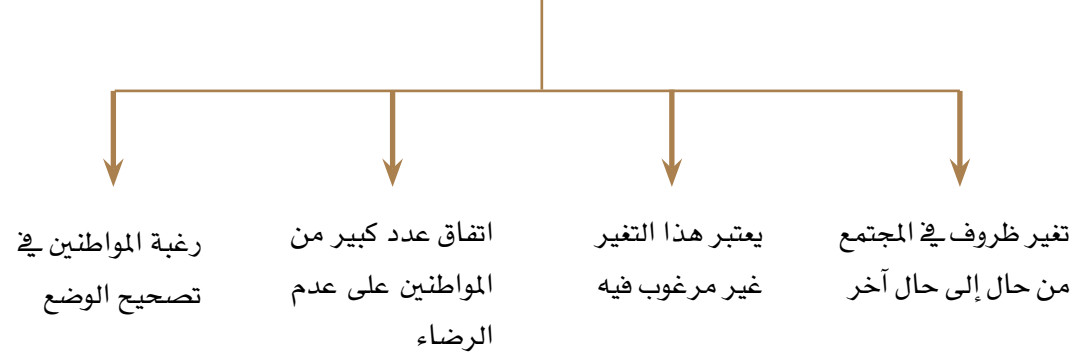 تغير ظروف في المجتمع
من حال إلى حال آخر
يعتبر هذا التغير
غير مرغوب فيه
اتفاق عدد كبير من
المواطنين على عدم
الرضاء
رغبة المواطنين في
تصحيح الوضع